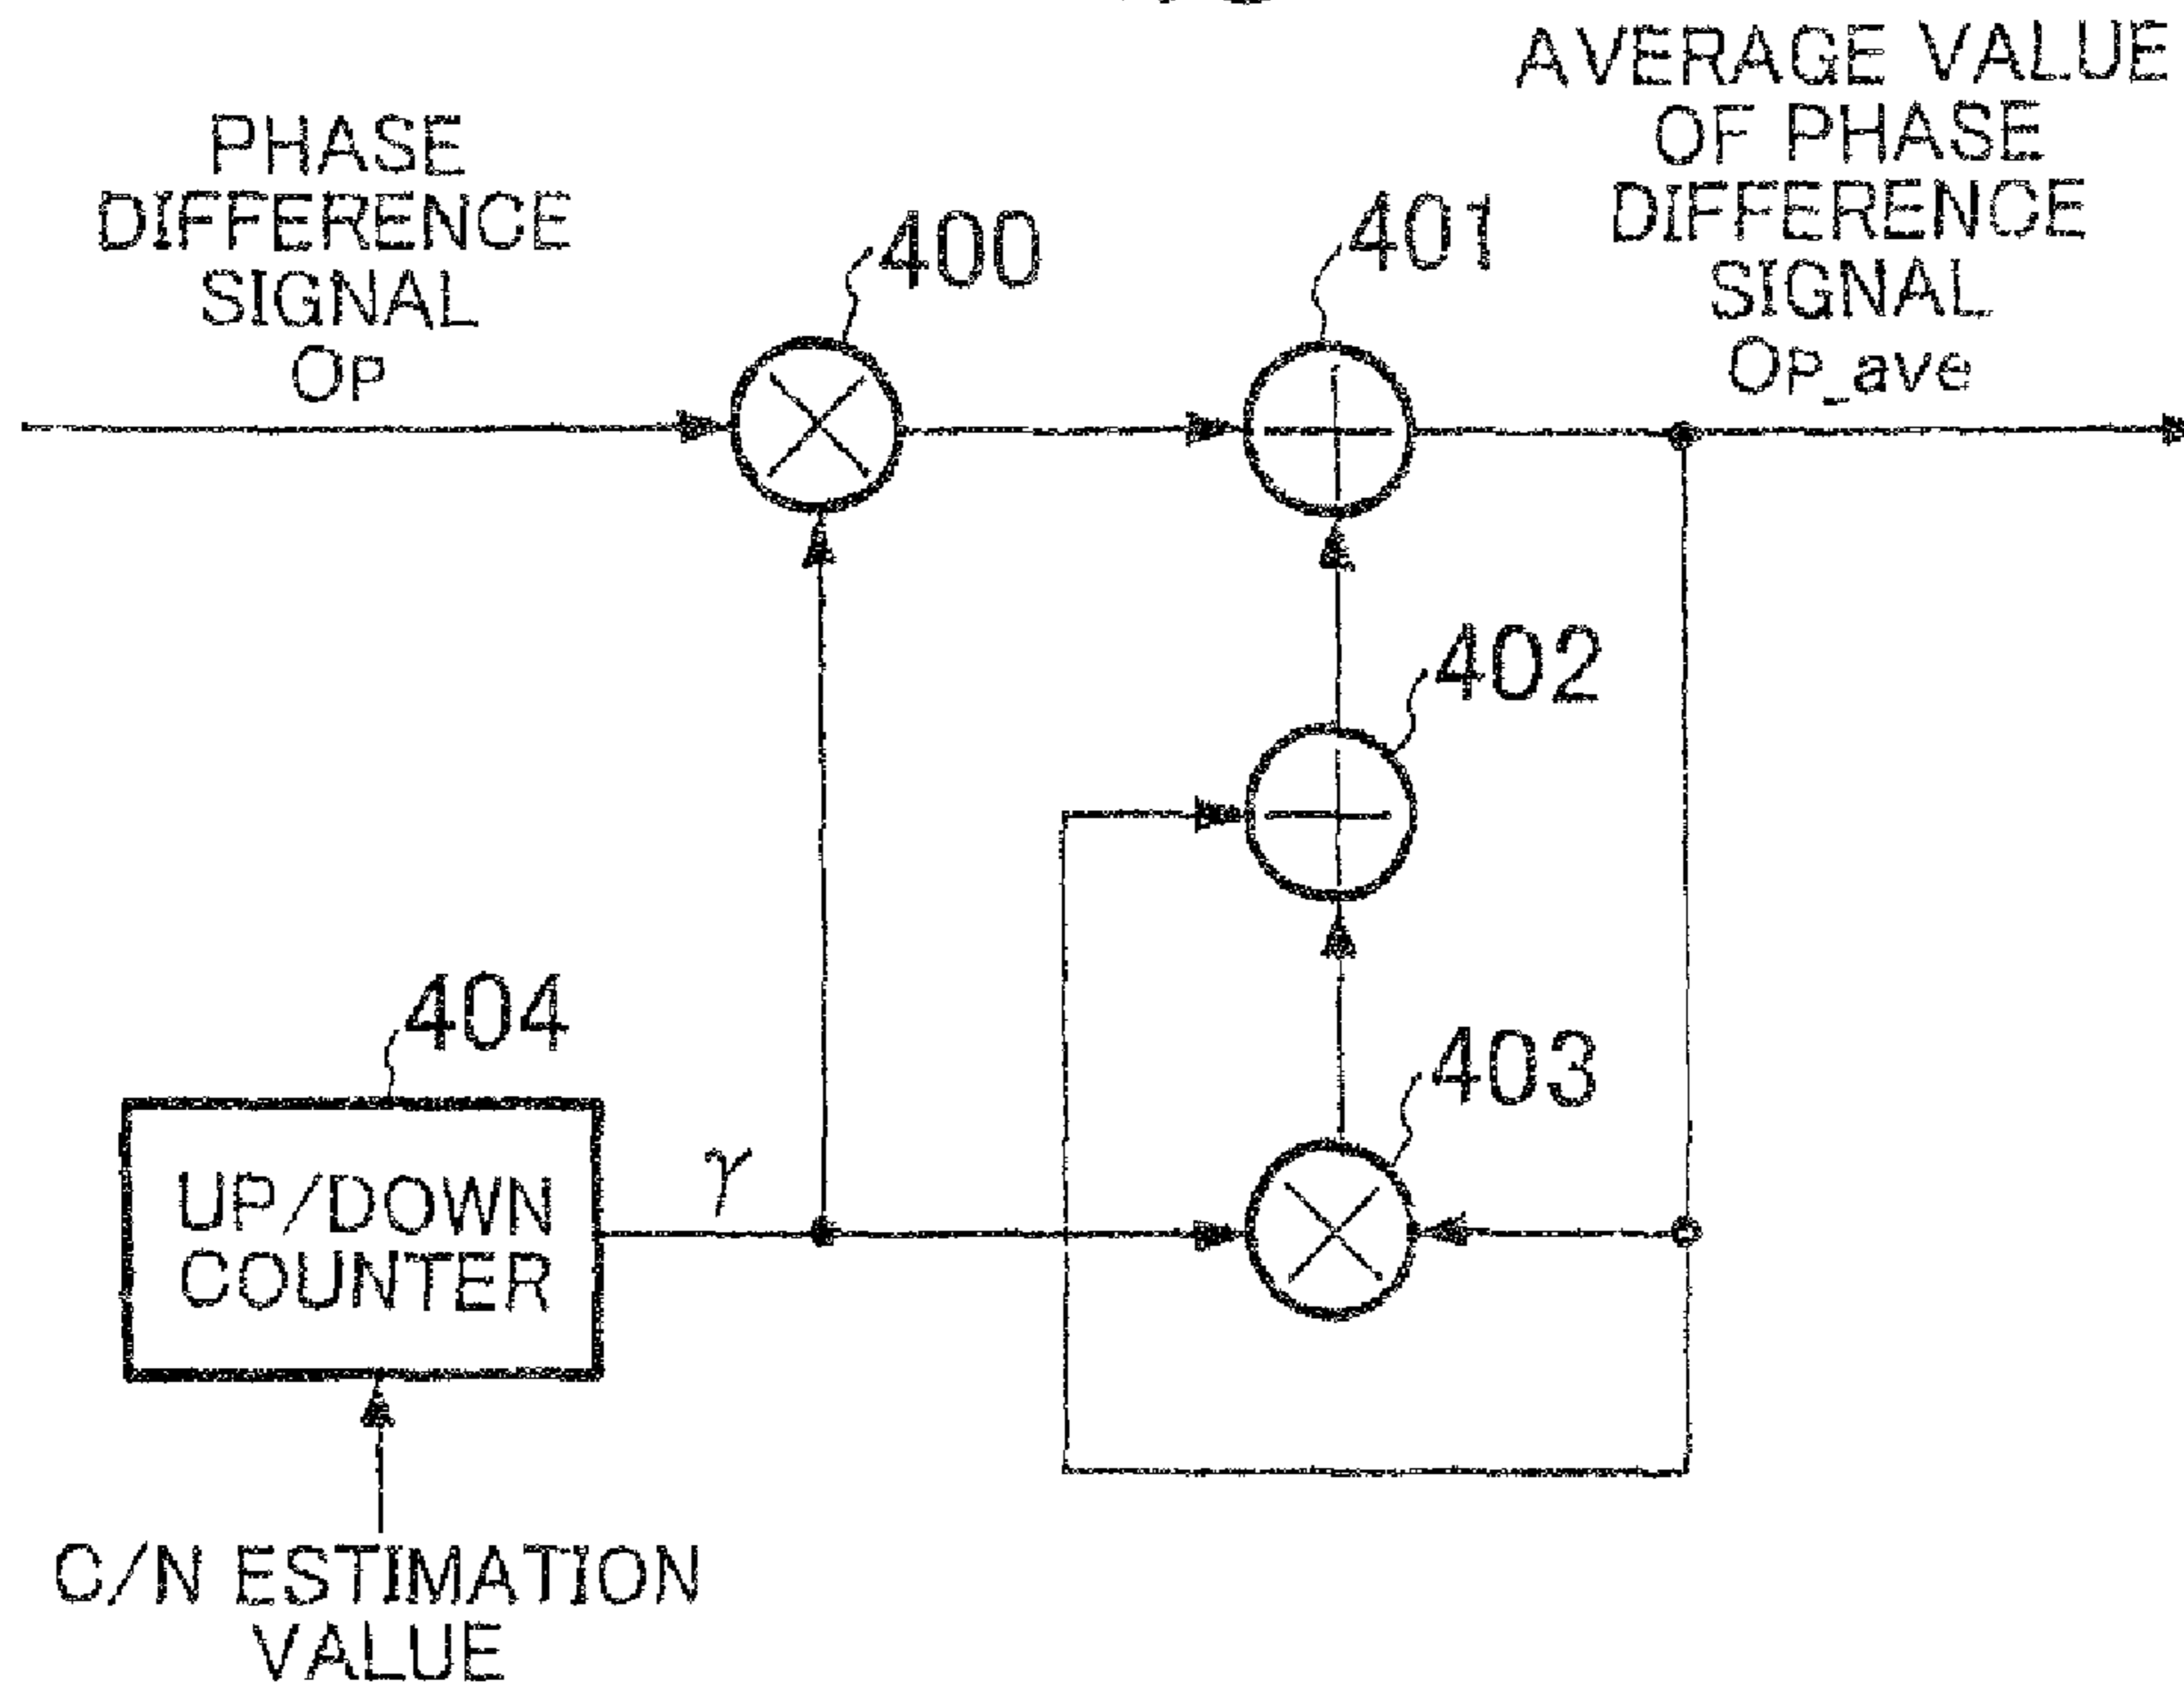 PHASE
DIFFERENCE
SIGNAL
OP
AVERAGE VALUE
OF PHASE
DIFFERENCE
SIGNAL
OP_ave
400
401
402
403
404
UP/DOWN
COUNTER
γ
C/N ESTIMATION
VALUE